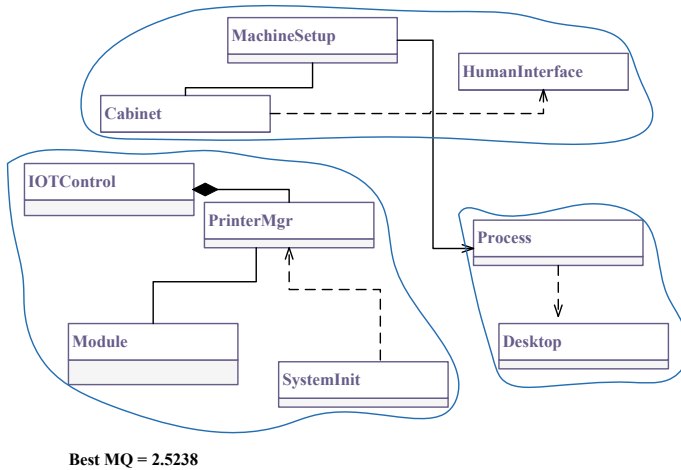 MachineSetup
HumanInterface
Cabinet
IOTControl
PrinterMgr
Process
Module
Desktop
SystemInit
Best MQ = 2.5238